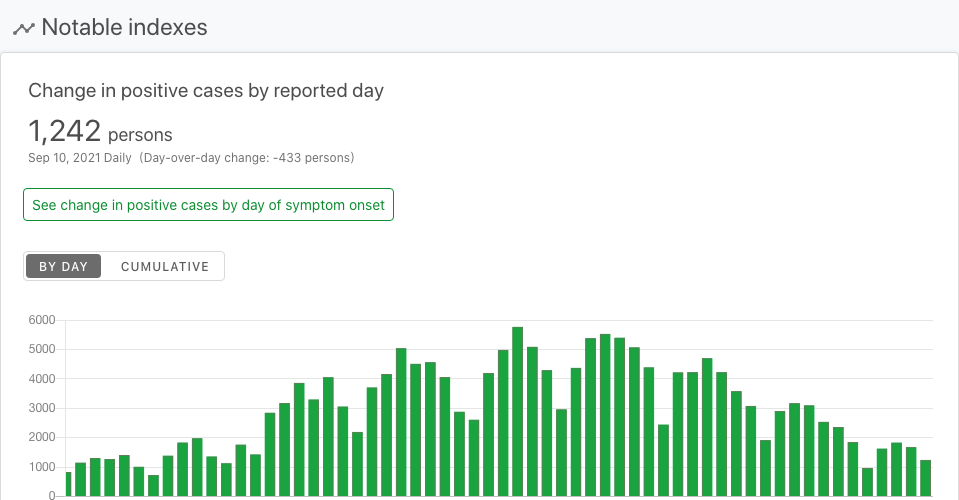 Notable indexes
Change in positive cases by reported day
1,242 persons
Sep 10, 2021 Daily (Day-over-day change: -433 persons)
See change in positive cases by day of symptom onset
BY DAY CUMULATIVE
6000
5000
4000
3000
2000
1000
0